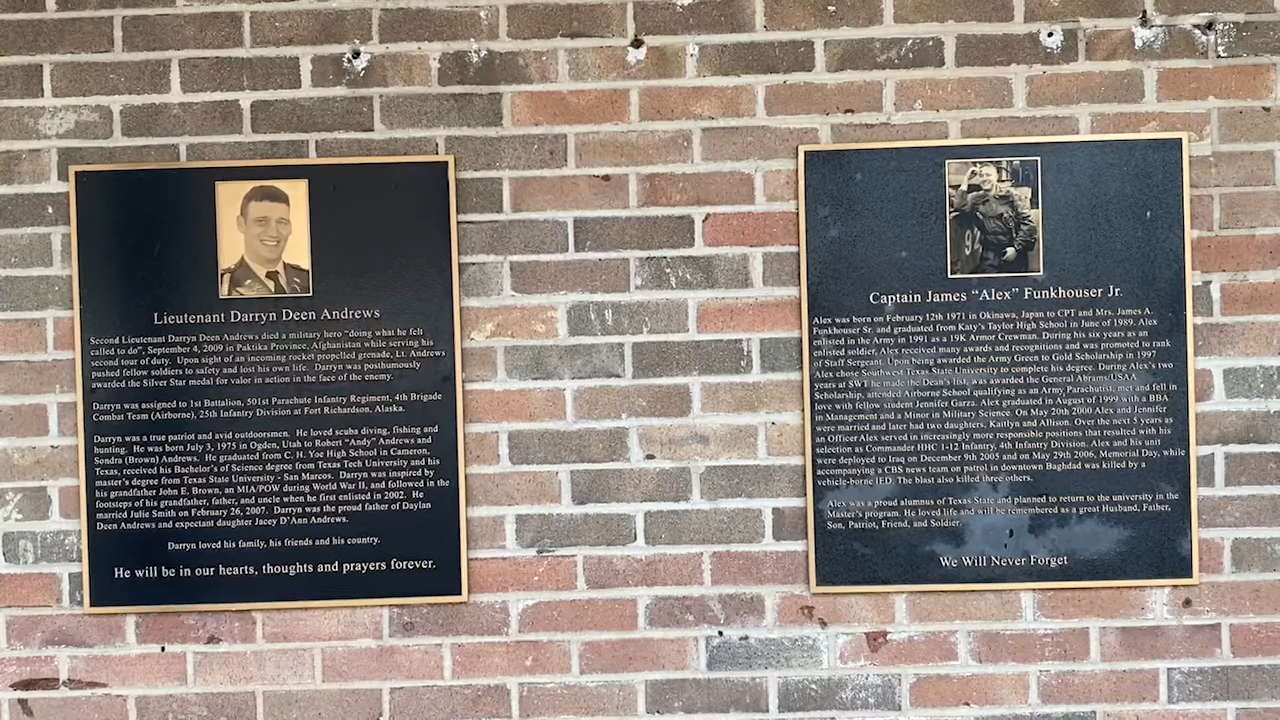 Lieutenant Darryn Deen Andrews
Second Lieutenant Darryn Deen Andrews died a military hero "doing what he felt
called to do", September 4, 2009 in Paktika Province, Afghanistan while serving his
second tour of duty. Upon sight of an incoming rocket propelled grenade, Lt. Andrews
pushed fellow soldiers to safety and lost his own life. Darryn was posthumously
awarded the Silver Star medal for valor in action in the face of the enemy.
Darryn was assigned to 1st Battalion, 501st Parachute Infantry Regiment, 4th Brigade
Combat Team (Airborne), 25th Infantry Division at Fort Richardson, Alaska.
Darryn was a true patriot and avid outdoorsmen. He loved scuba diving, fishing and
hunting. He was born July 3, 1975 in Ogden, Utah to Robert "Andy" Andrews and
Sondra (Brown) Andrews. He graduated from C. H. Yoe High School in Cameron,
Texas, received his Bachelor's of Science degree from Texas Tech University and his
master's degree from Texas State University - San Marcos. Darryn was inspired by
his grandfather John E. Brown, an MIA/POW during World War II, and followed in the
footsteps of his grandfather, father, and uncle when he first enlisted in 2002. He
married Julie Smith on February 26, 2007. Darryn was the proud father of Daylan
Deen Andrews and expectant daughter Jacey D'Ann Andrews.
Darryn loved his family, his friends and his country.
He will be in our hearts, thoughts and prayers forever.
94
Captain James "Alex" Funkhouser Jr.
Alex was born on February 12th 1971 in Okinawa, Japan to CPT and Mrs. James A.
Funkhouser Sr. and graduated from Katy's Taylor High School in June of 1989. Alex
enlisted in the Army in 1991 as a 19K Armor Crewman. During his six years as an
enlisted soldier, Alex received many awards and recognitions and was promoted to rank
of Staff Sergeant. Upon being awarded the Army Green to Gold Scholarship in 1997
Alex chose Southwest Texas State University to complete his degree. During Alex's two
years at SWT he made the Dean's list, was awarded the General Abrams/USAA
Scholarship, attended Airborne School qualifying as an Army Parachutist, met and fell in
love with fellow student Jennifer Garza. Alex graduated in August of 1999 with a BBA
in Management and a Minor in Military Science. On May 20th 2000 Alex and Jennifer
were married and later had two daughters, Kaitlyn and Allison. Over the next 5 years as
an Officer Alex served in increasingly more responsible positions that resulted with his
selection as Commander HHC 1-12 Infantry, 4th Infantry Division. Alex and his unit
were deployed to Iraq on December 9th 2005 and on May 29th 2006, Memorial Day, while
accompanying a CBS news team on patrol in downtown Baghdad was killed by a
vehicle-borne IED. The blast also killed three others.
Alex was a proud alumnus of Texas State and planned to return to the university in the
Master's program. He loved life and will be remembered as a great Husband, Father,
Son, Patriot, Friend, and Soldier.
We Will Never Forget